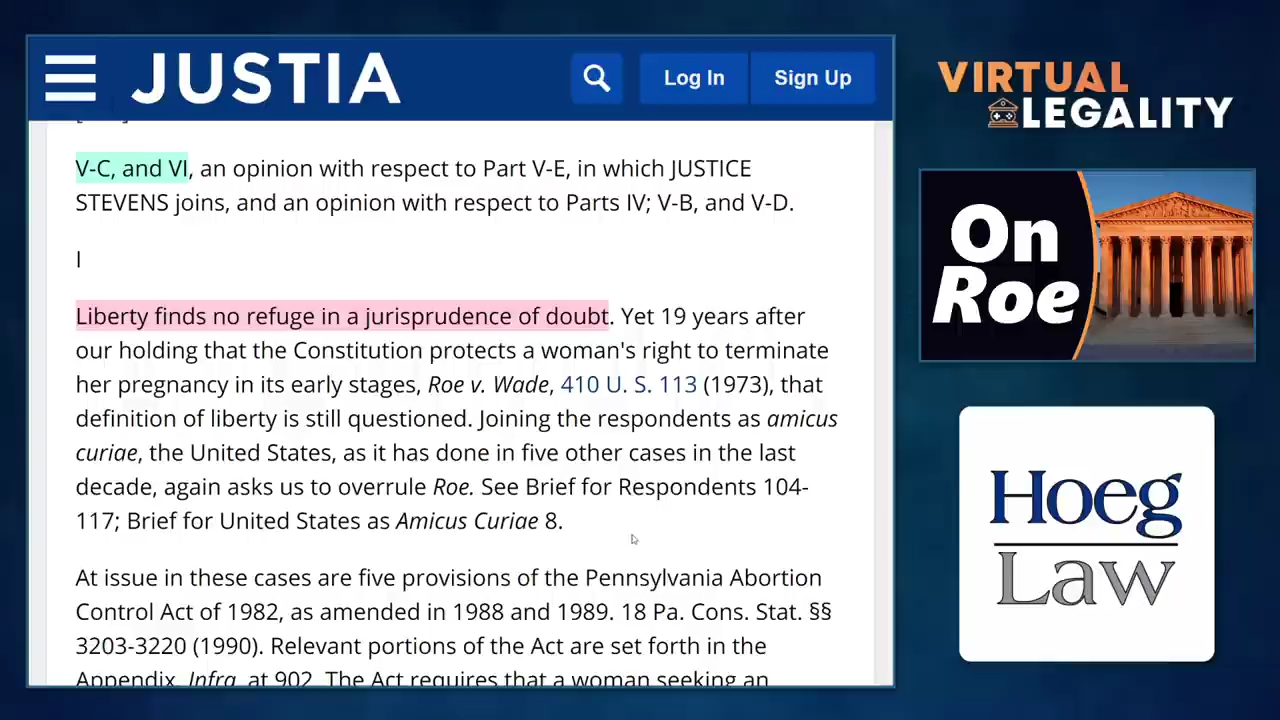 JUSTIA
Log In
Sign Up
V-C, and VI, an opinion with respect to Part V-E, in which JUSTICE
STEVENS joins, and an opinion with respect to Parts IV; V-B, and V-D.
I
Liberty finds no refuge in a jurisprudence of doubt. Yet 19 years after
our holding that the Constitution protects a woman's right to terminate
her pregnancy in its early stages, Roe v. Wade, 410 U. S. 113 (1973), that
definition of liberty is still questioned. Joining the respondents as amicus
curiae, the United States, as it has done in five other cases in the last
decade, again asks us to overrule Roe. See Brief for Respondents 104-
117; Brief for United States as Amicus Curiae 8.
At issue in these cases are five provisions of the Pennsylvania Abortion
Control Act of 1982, as amended in 1988 and 1989. 18 Pa. Cons. Stat. §§
3203-3220 (1990). Relevant portions of the Act are set forth in the
Appendix. Infra, at 902. The Act requires that a woman seeking an
VIRTUAL
LEGALITY
On
Roe
Hoeg
Law